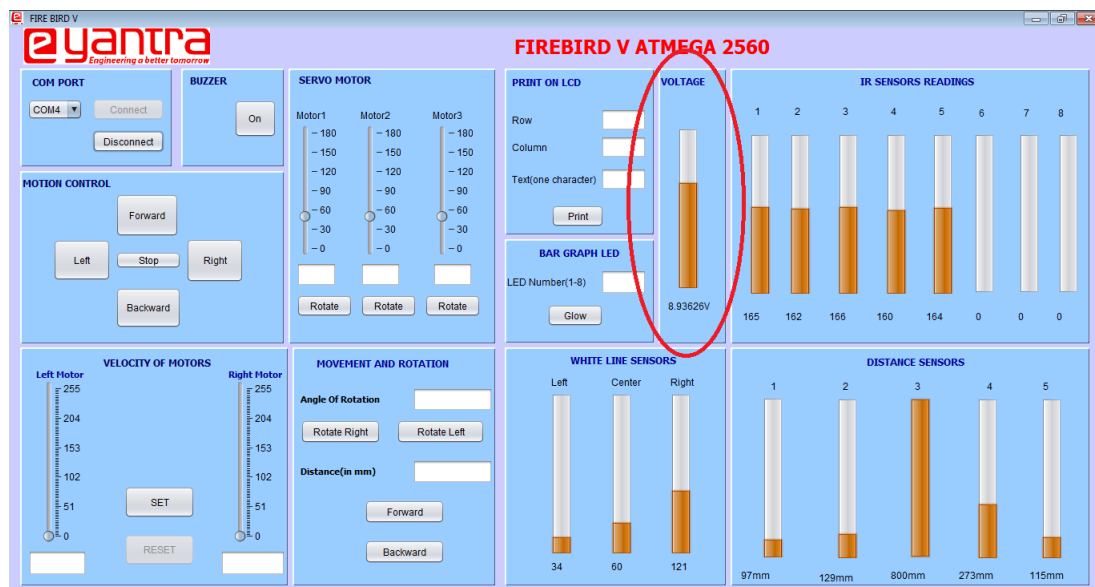 FIRE BIRD V
e yantra
Engineering a better tomorrow
FIREBIRD V ATMEGA 2560
COM PORT
COM4
Connect
Disconnect
BUZZER
On
MOTION CONTROL
Forward
Left
Stop
Right
Backward
SERVO MOTOR
Motor1 Motor2 Motor3
180 180 180
150 150 150
120 120 120
90 90 90
60 60 60
30 30 30
0 0 0
Rotate Rotate Rotate
PRINT ON LCD
Row
Column
Text(one character)
Print
BAR GRAPH LED
LED Number(1-8)
Glow
VOLTAGE
8.93626V
IR SENSORS READINGS
1 2 3 4 5 6 7 8
165 162 166 160 164 0 0 0
VELOCITY OF MOTORS
Left Motor Right Motor
255 255
204 204
153 153
102 102
51 51
0 0
SET
RESET
MOVEMENT AND ROTATION
Angle Of Rotation
Rotate Right Rotate Left
Distance(in mm)
Forward
Backward
WHITE LINE SENSORS
Left Center Right
34 60 121
DISTANCE SENSORS
1 2 3 4 5
97mm 129mm 800mm 273mm 115mm